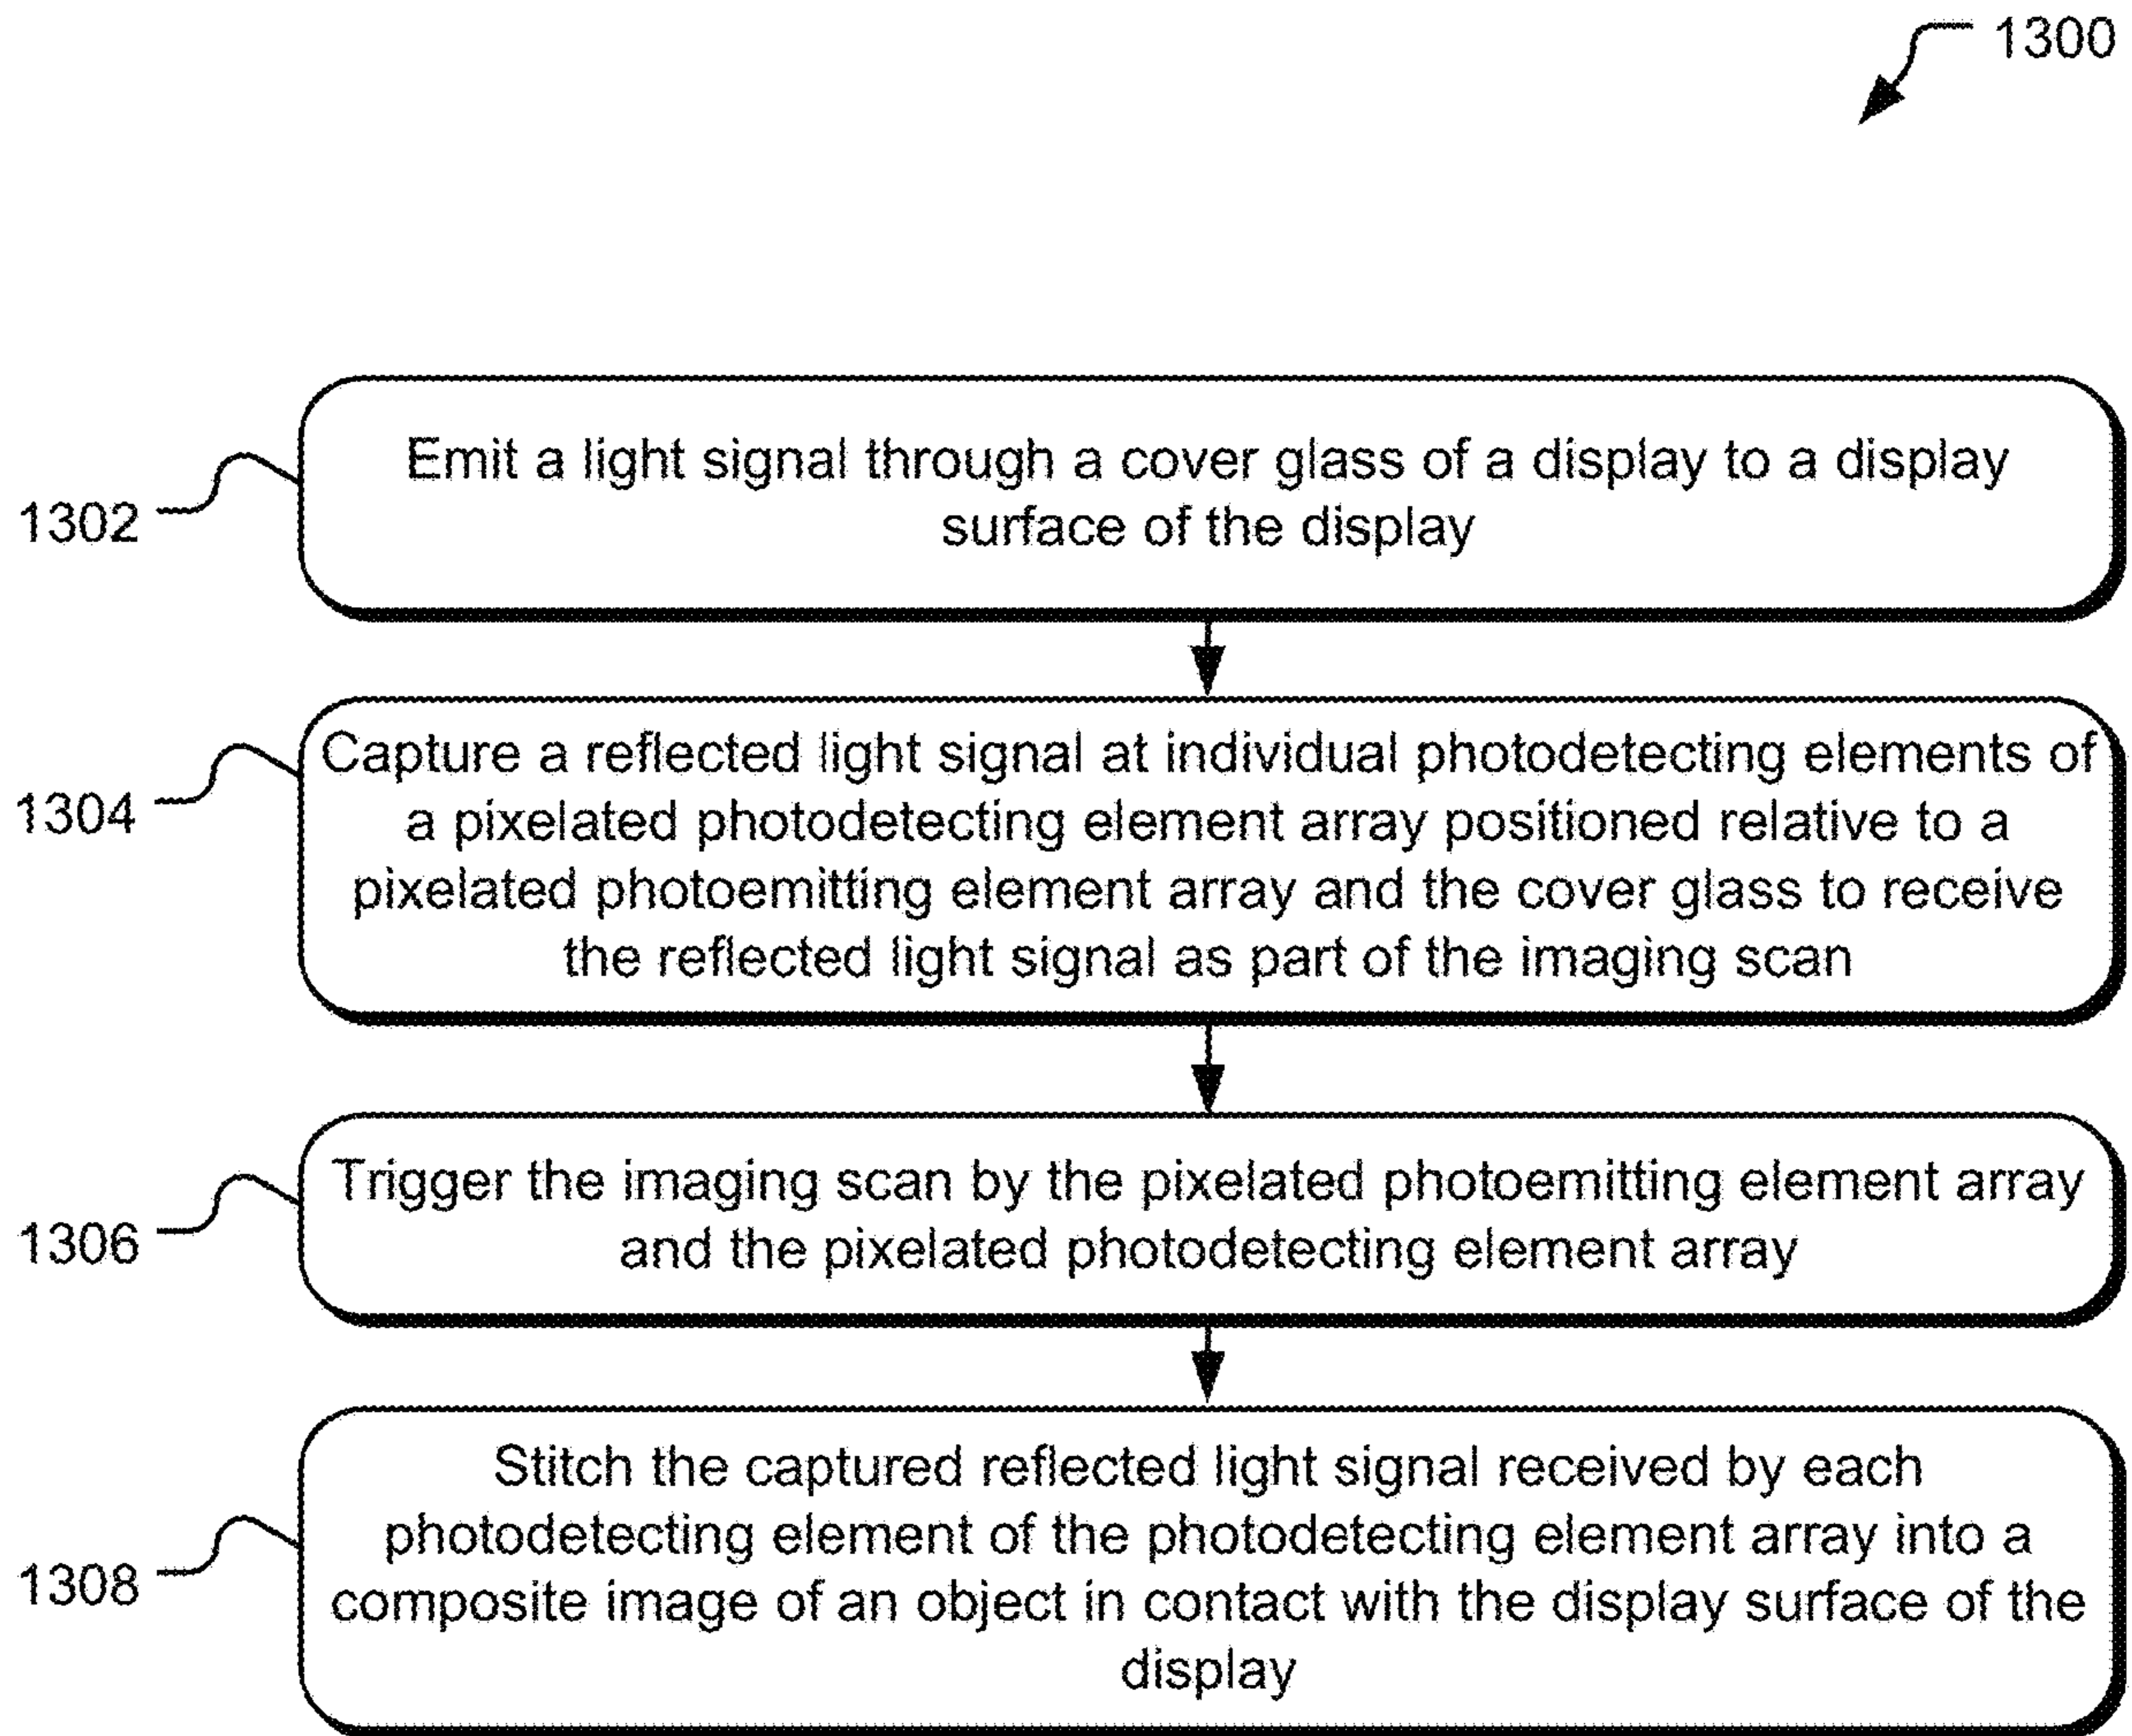 1300
1302
Emit a light signal through a cover glass of a display to a display
surface of the display
1304
Capture a reflected light signal at individual photodetecting elements of
a pixelated photodetecting element array positioned relative to a
pixelated photoemitting element array and the cover glass to receive
the reflected light signal as part of the imaging scan
1306
Trigger the imaging scan by the pixelated photoemitting element array
and the pixelated photodetecting element array
1308
Stitch the captured reflected light signal received by each
photodetecting element of the photodetecting element array into a
composite image of an object in contact with the display surface of the
display